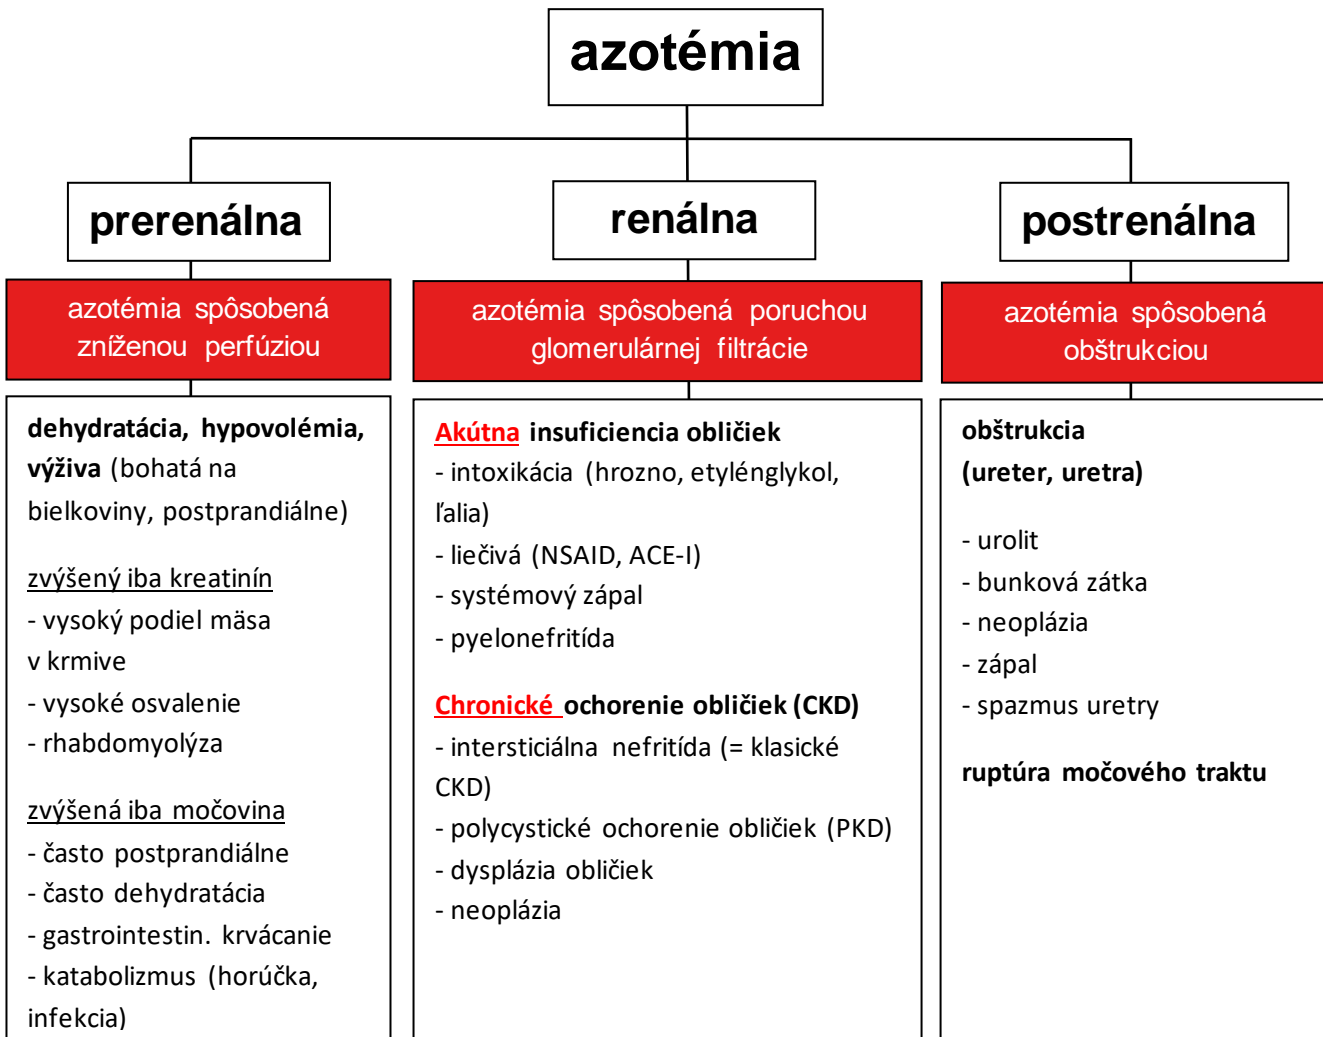 azotémia
prerenálna
azotémia spôsobená
zníženou perfúziou
dehydratácia, hypovolémia,
výživa (bohatá na
bielkoviny, postprandiálne)
zvýšený iba kreatinín
- vysoký podiel mäsa
v krmive
- vysoké osvalenie
- rhabdomyolýza
zvýšená iba močovina
- často postprandiálne
- často dehydratácia
- gastrointestin. krvácanie
- katabolizmus (horúčka,
infekcia)
renálna
azotémia spôsobená poruchou
glomerulárnej filtrácie
Akútna insuficiencia obličiek
- intoxikácia (hrozno, etylénglykol,
ľalia)
- liečivá (NSAID, ACE-I)
- systémový zápal
- pyelonefritída
Chronické ochorenie obličiek (CKD)
- intersticiálna nefritída (= klasické
CKD)
- polycystické ochorenie obličiek (PKD)
- dysplázia obličiek
- neoplázia
postrenálna
azotémia spôsobená
obštrukciou
obštrukcia
(ureter, uretra)
- urolit
- bunková zátka
- neoplázia
- zápal
- spazmus uretry
ruptúra močového traktu